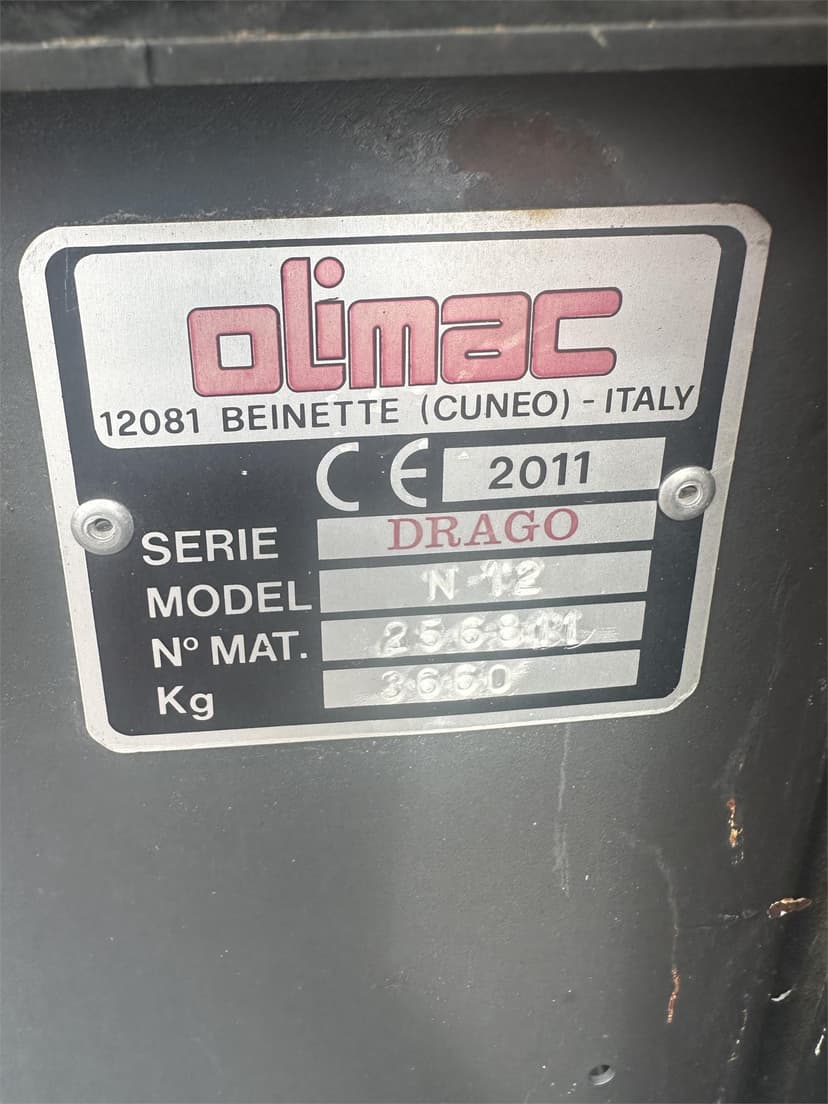 olimac
12081 BEINETTE (CUNEO) - ITALY
CE 2011
SERIE DRAGO
MODEL N 12
Nº MAT.
Kg 3660